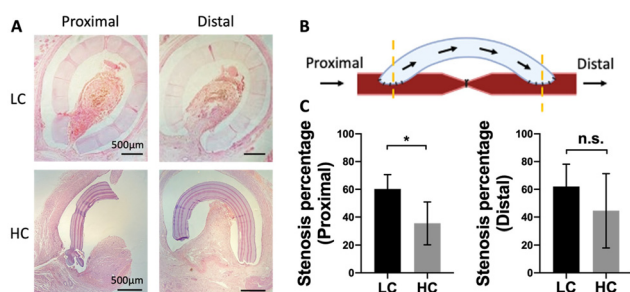 A
Proximal
Distal
LC
500μm
HC
500μm
B
Proximal
Distal
C
Stenosis percentage
(Proximal)
100
80
60
40
20
0
*
LC
HC
Stenosis percentage
(Distal)
100
80
60
40
20
0
n.s.
LC
HC